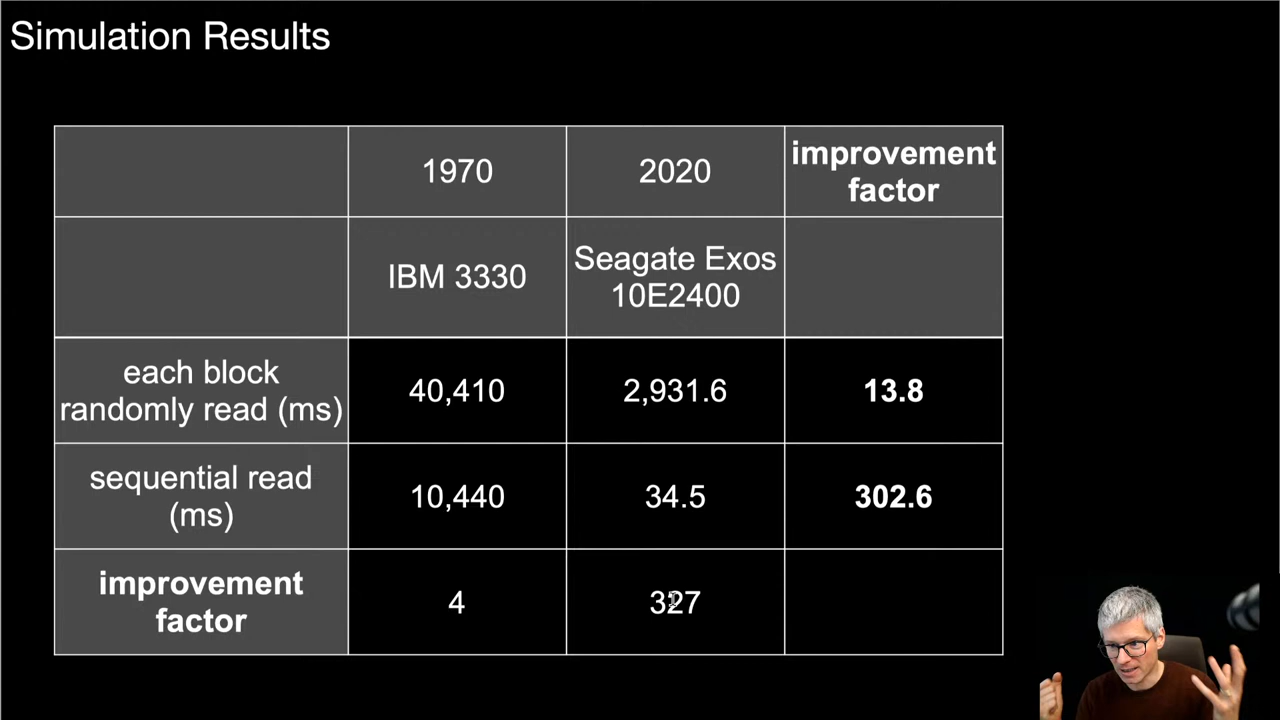 Simulation Results
1970
2020
improvement
factor
IBM 3330
Seagate Exos
10E2400
each block
randomly read (ms)
40,410
2,931.6
13.8
sequential read
(ms)
10,440
34.5
302.6
improvement
factor
4
327